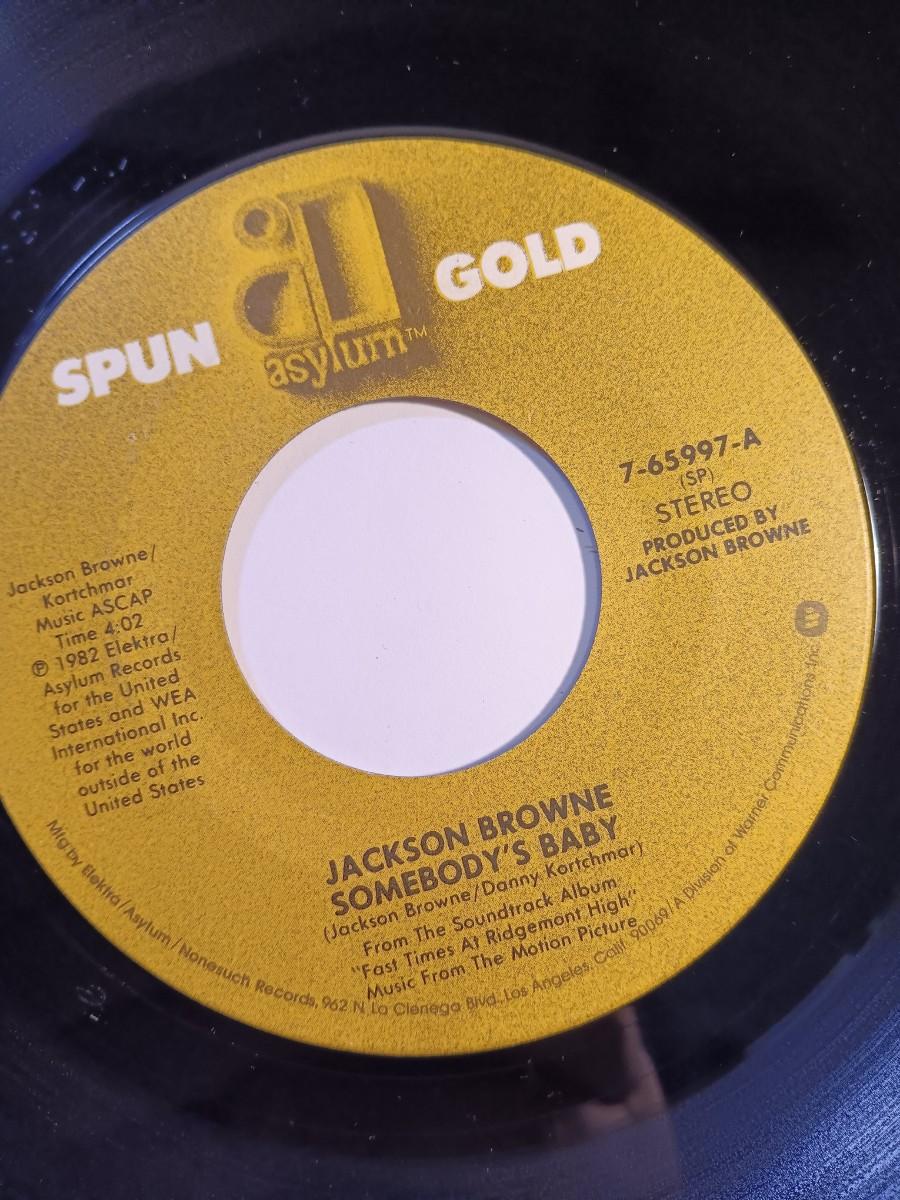 SPUN GOLD
asylum™
7-65997-A
(SP)
STEREO
PRODUCED BY
JACKSON BROWNE
Jackson Browne/
Kortchmar
Music ASCAP
Time 4:02
℗ 1982 Elektra/
Asylum Records
for the United
States and WEA
International Inc.
for the world
outside of the
United States
JACKSON BROWNE
SOMEBODY'S BABY
(Jackson Browne/Danny Kortchmar)
From The Soundtrack Album
"Fast Times At Ridgemont High"
Music From The Motion Picture
Mfg by Elektra/Asylum/Nonesuch Records, 962 N. La Cienega Blvd. Los Angeles, Calif. 90069/A Division of Warner Communications Inc.